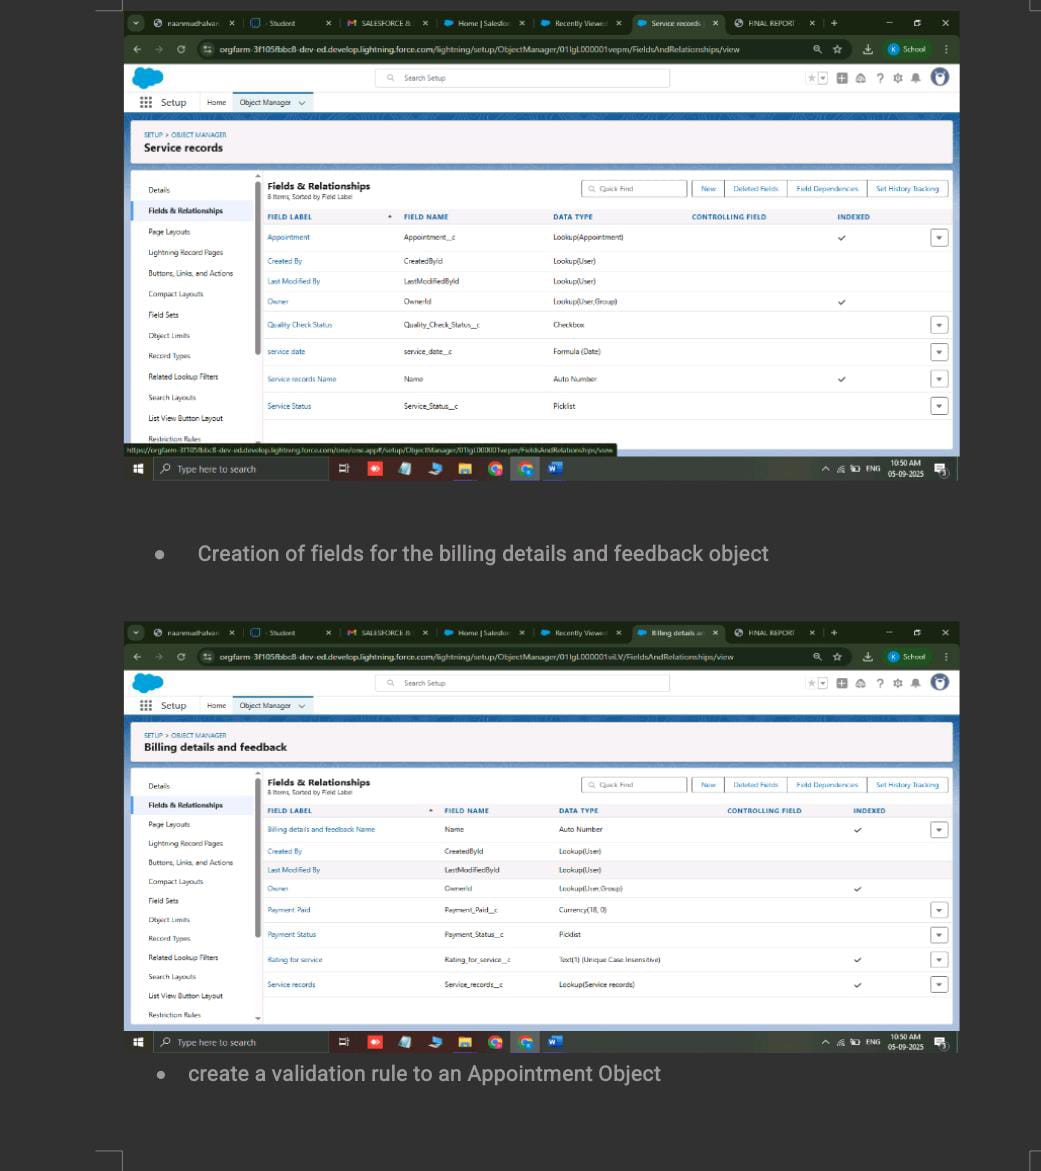 naanmudhalvan
- Student
SALESFORCE &
Home | Salesfor
Recently Viewed
Service records
FINAL REPORT
orgfarm-3f105fbbc8-dev-ed.develop.lightning.force.com/lightning/setup/ObjectManager/01IgL000001vepm/FieldsAndRelationships/view
K School
Search Setup
Setup Home Object Manager
SETUP > OBJECT MANAGER
Service records
Details
Fields & Relationships
Page Layouts
Lightning Record Pages
Buttons, Links, and Actions
Compact Layouts
Field Sets
Object Limits
Record Types
Related Lookup Filters
Search Layouts
List View Button Layout
Restriction Rules
Fields & Relationships
8 Items, Sorted by Field Label
Quick Find New Deleted Fields Field Dependencies Set History Tracking
FIELD LABEL FIELD NAME DATA TYPE CONTROLLING FIELD INDEXED
Appointment Appointment__c Lookup(Appointment)
Created By CreatedById Lookup(User)
Last Modified By LastModifiedById Lookup(User)
Owner OwnerId Lookup(User,Group)
Quality Check Status Quality_Check_Status__c Checkbox
service date service_date__c Formula (Date)
Service records Name Name Auto Number
Service Status Service_Status__c Picklist
https://orgfarm-3f105fbbc8-dev-ed.develop.lightning.force.com/one/one.app#/setup/ObjectManager/01IgL000001vepm/FieldsAndRelationships/view
Type here to search
ENG
10:50 AM
05-09-2025
• Creation of fields for the billing details and feedback object
naanmudhalvan
- Student
SALESFORCE &
Home | Salesfor
Recently Viewed
Billing details an
FINAL REPORT
orgfarm-3f105fbbc8-dev-ed.develop.lightning.force.com/lightning/setup/ObjectManager/01IgL000001viLV/FieldsAndRelationships/view
K School
Search Setup
Setup Home Object Manager
SETUP > OBJECT MANAGER
Billing details and feedback
Details
Fields & Relationships
Page Layouts
Lightning Record Pages
Buttons, Links, and Actions
Compact Layouts
Field Sets
Object Limits
Record Types
Related Lookup Filters
Search Layouts
List View Button Layout
Restriction Rules
Fields & Relationships
8 Items, Sorted by Field Label
Quick Find New Deleted Fields Field Dependencies Set History Tracking
FIELD LABEL FIELD NAME DATA TYPE CONTROLLING FIELD INDEXED
Billing details and feedback Name Name Auto Number
Created By CreatedById Lookup(User)
Last Modified By LastModifiedById Lookup(User)
Owner OwnerId Lookup(User,Group)
Payment Paid Payment_Paid__c Currency(18, 0)
Payment Status Payment_Status__c Picklist
Rating for service Rating_for_service__c Text(1) (Unique Case Insensitive)
Service records Service_records__c Lookup(Service records)
Type here to search
ENG
10:50 AM
05-09-2025
• create a validation rule to an Appointment Object